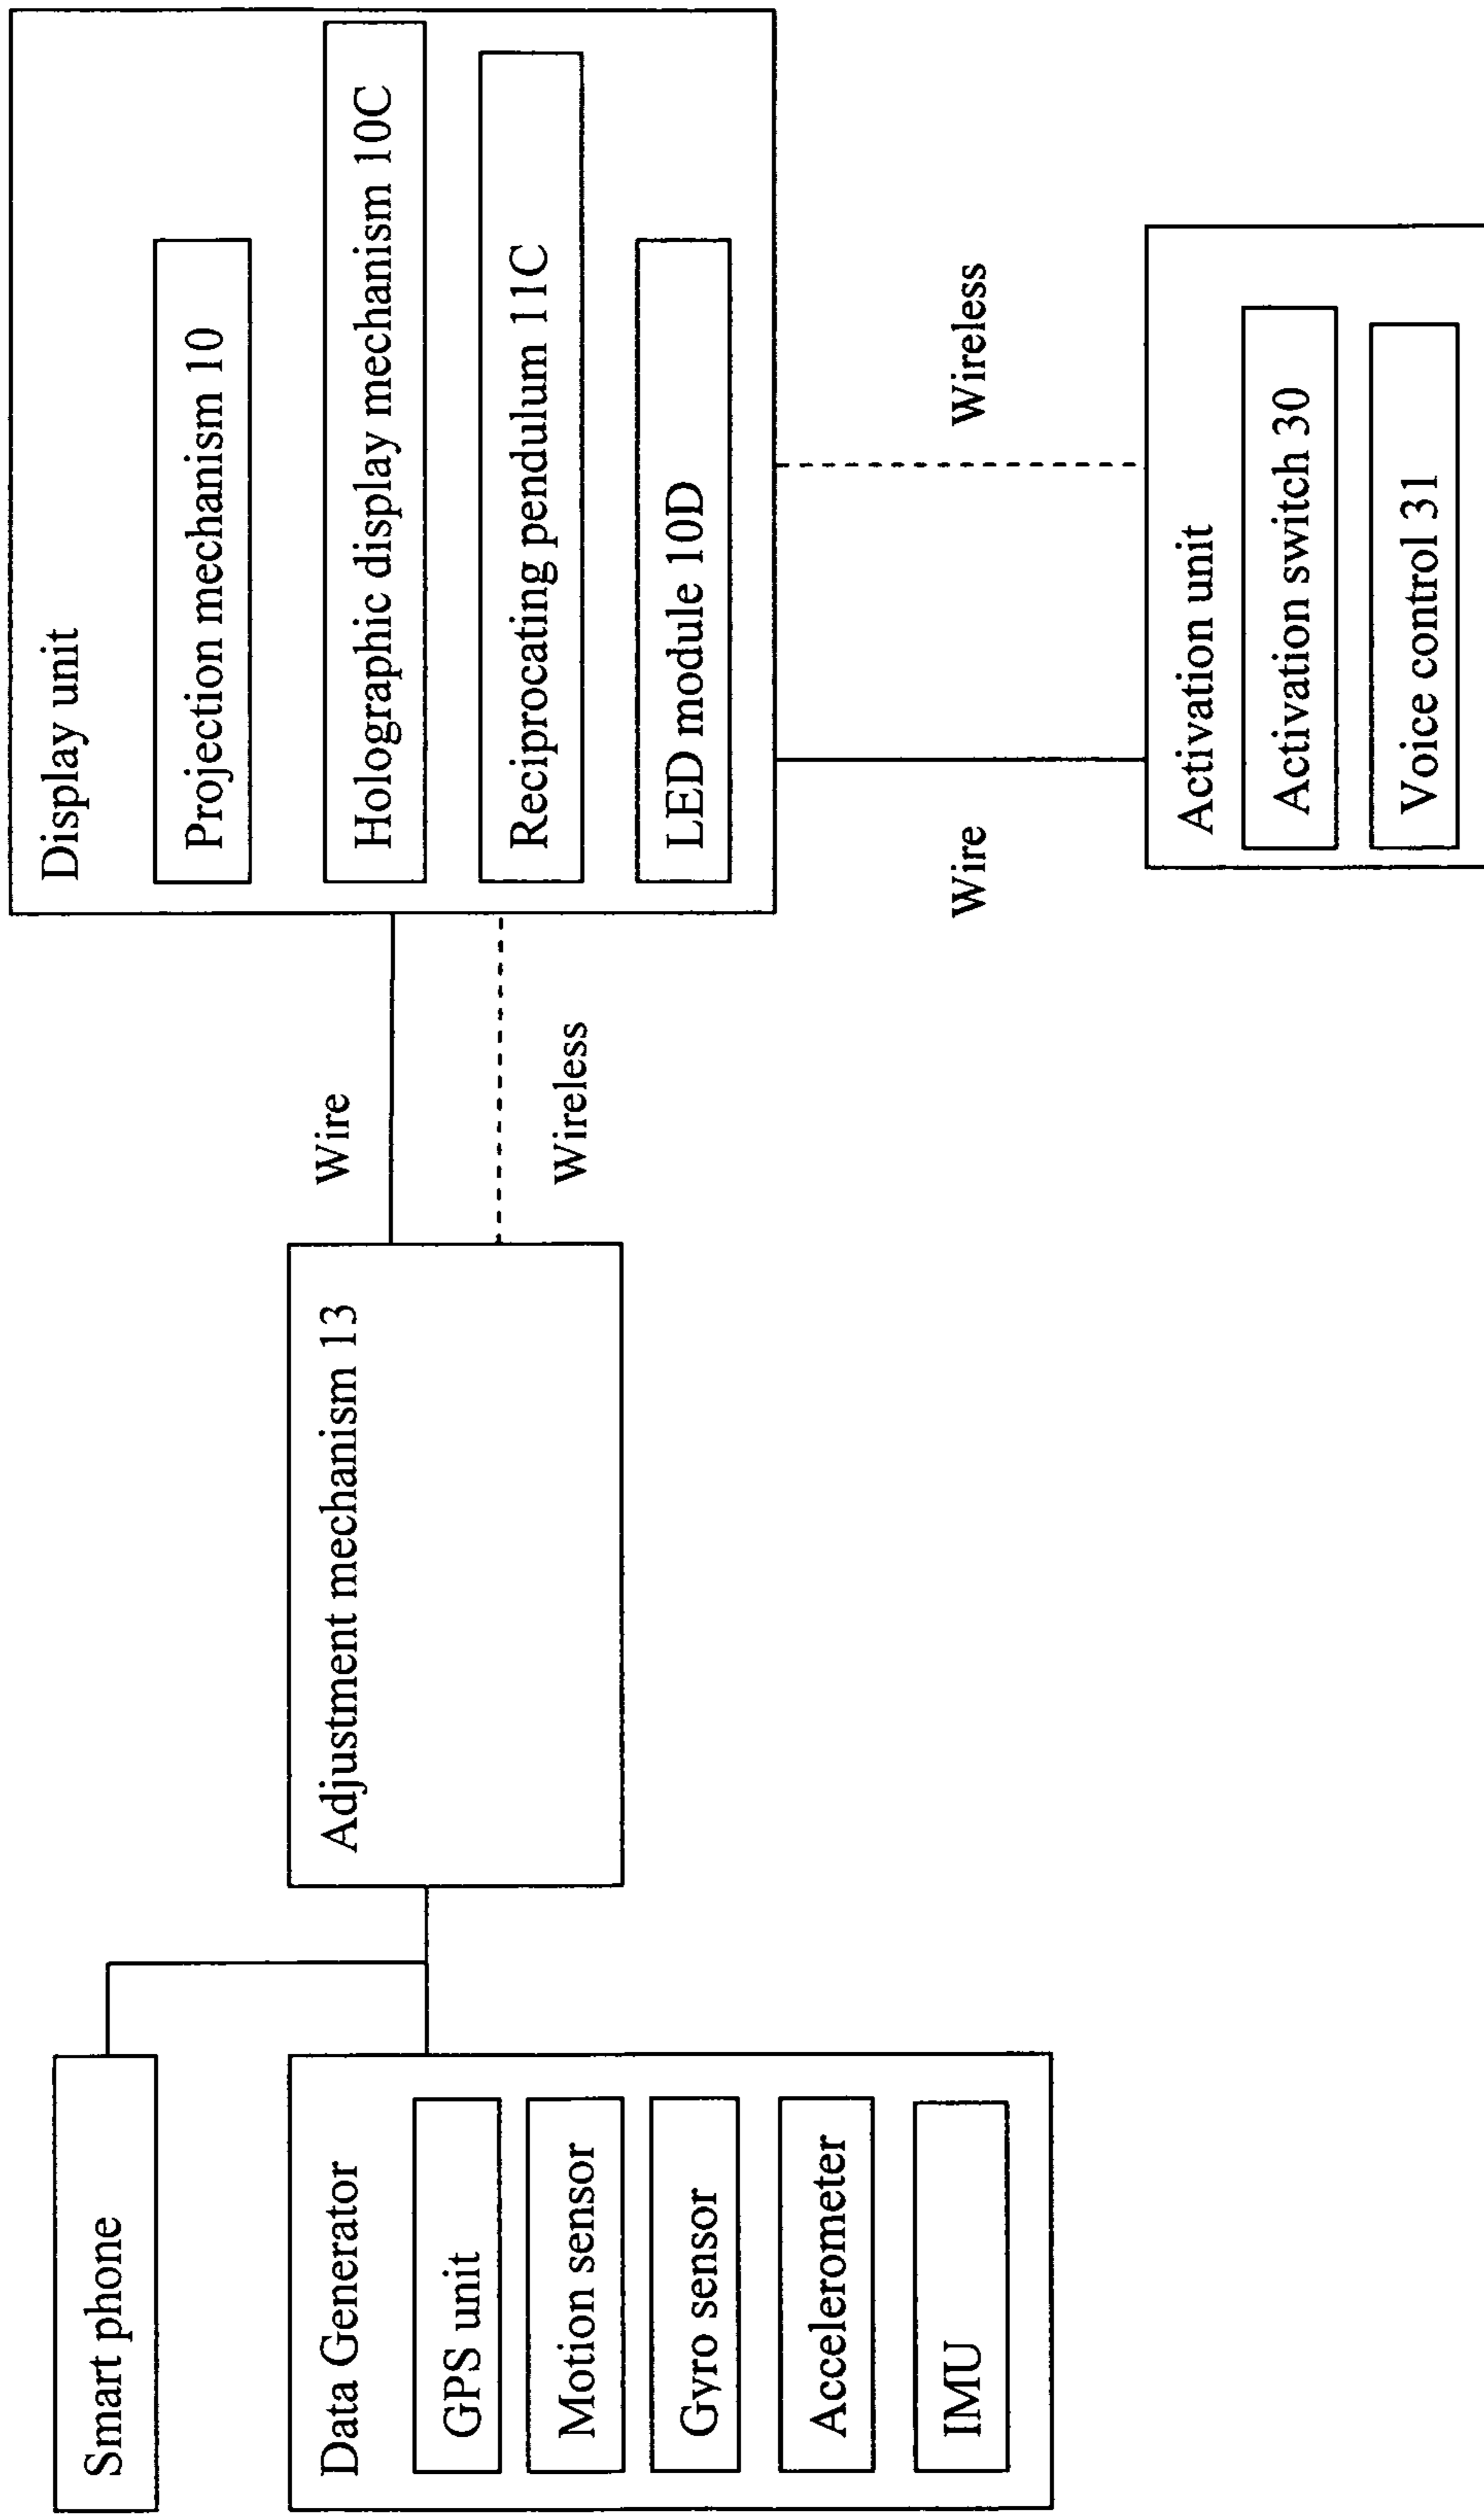 Smart phone
Data Generator
GPS unit
Motion sensor
Gyro sensor
Accelerometer
IMU
Adjustment mechanism 13
Wire
Wireless
Display unit
Projection mechanism 10
Holographic display mechanism 10C
Reciprocating pendulum 11C
LED module 10D
Wire
Wireless
Activation unit
Activation switch 30
Voice control 31